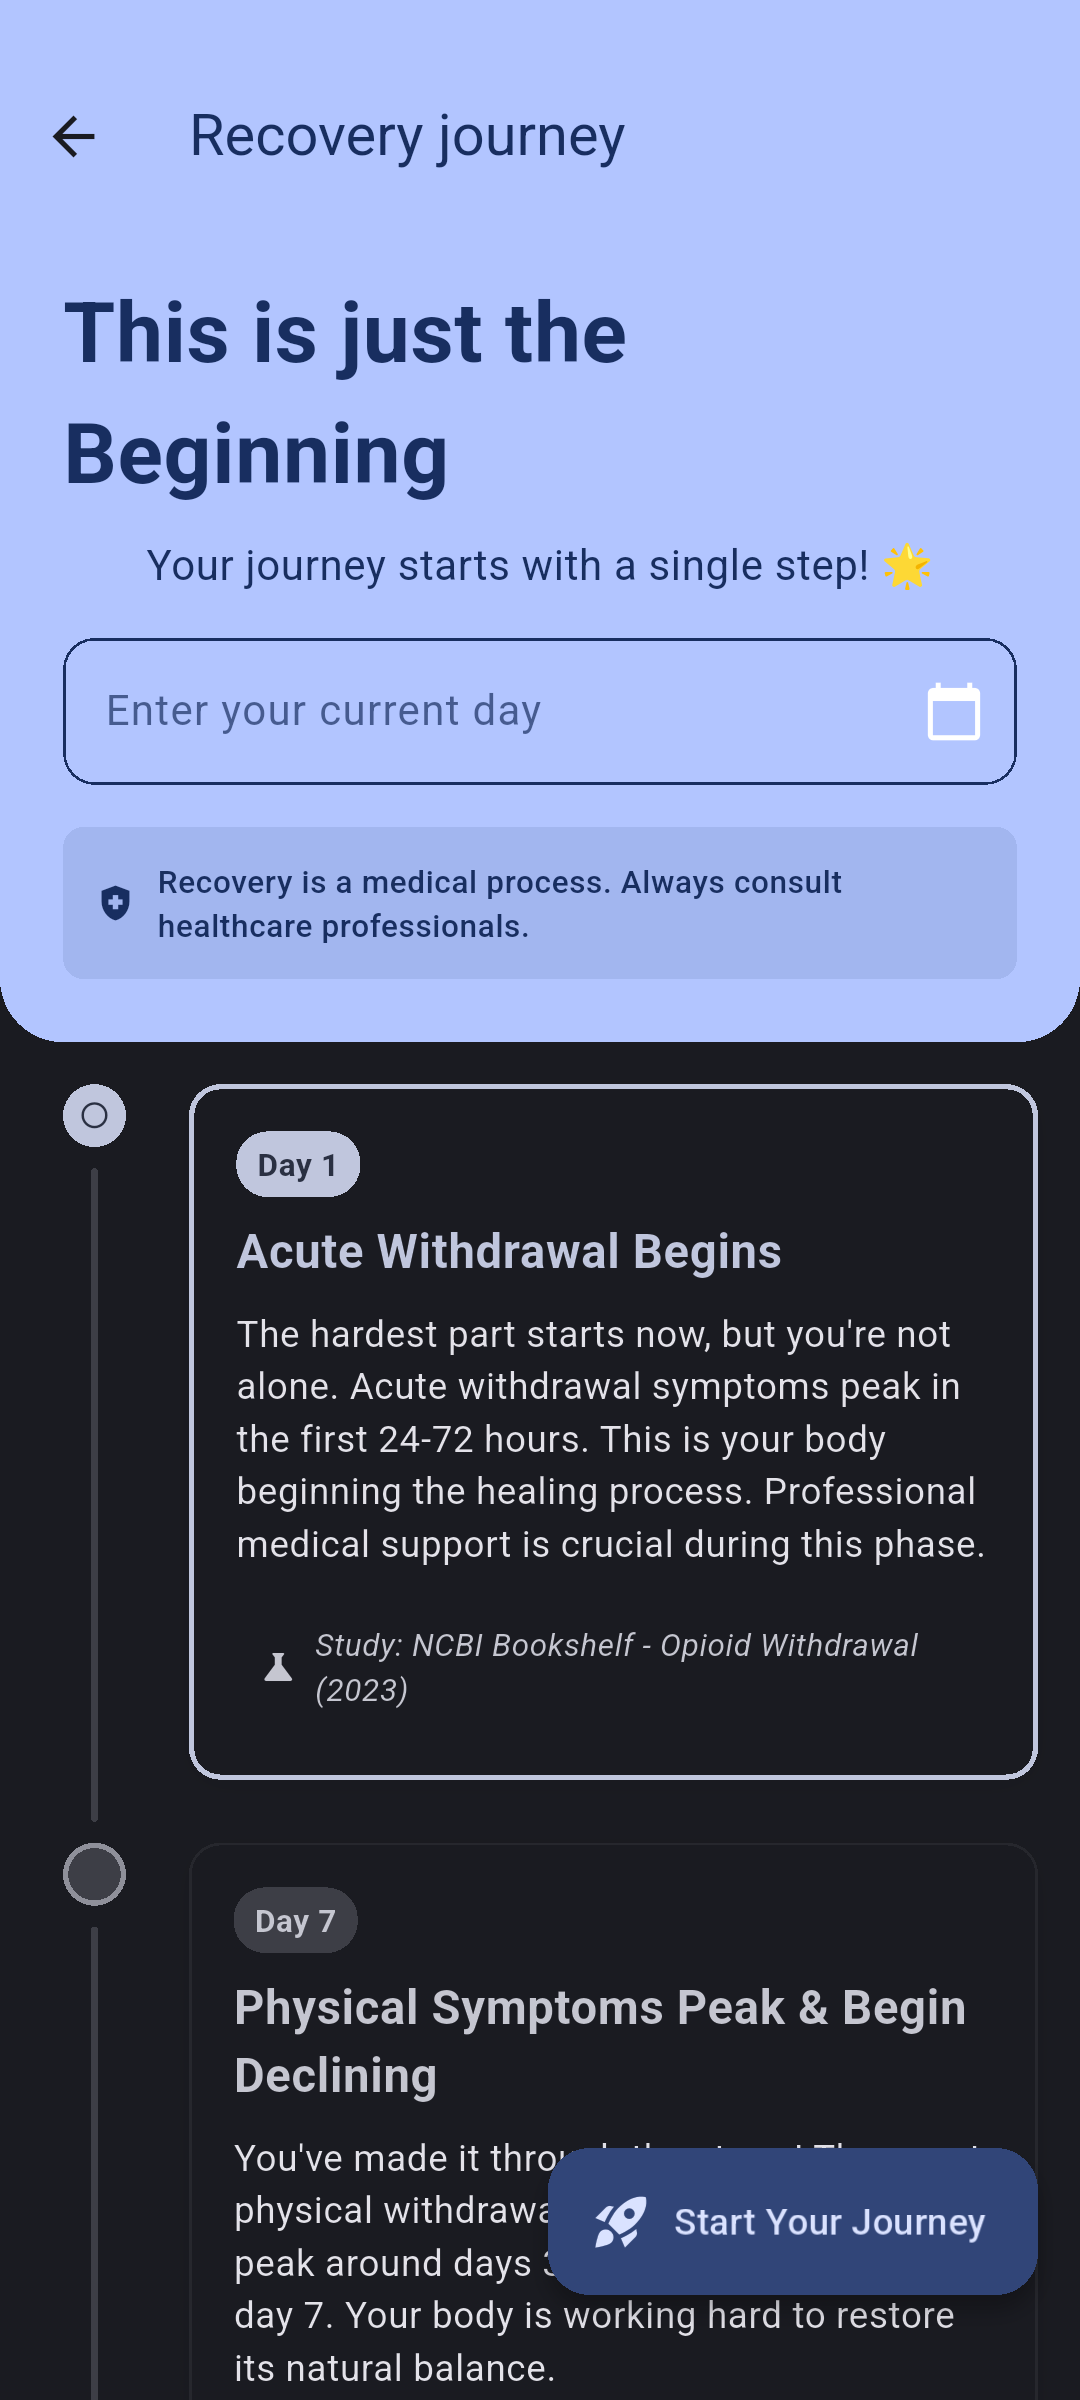 Recovery journey
This is just the
Beginning
Your journey starts with a single step! 🌟
Enter your current day
Recovery is a medical process. Always consult
healthcare professionals.
Day 1
Acute Withdrawal Begins
The hardest part starts now, but you're not
alone. Acute withdrawal symptoms peak in
the first 24-72 hours. This is your body
beginning the healing process. Professional
medical support is crucial during this phase.
Study: NCBI Bookshelf - Opioid Withdrawal
(2023)
Day 7
Physical Symptoms Peak & Begin
Declining
You've made it
physical
peak around days
Start Your Journey
day 7. Your body is working hard to restore
its natural balance.